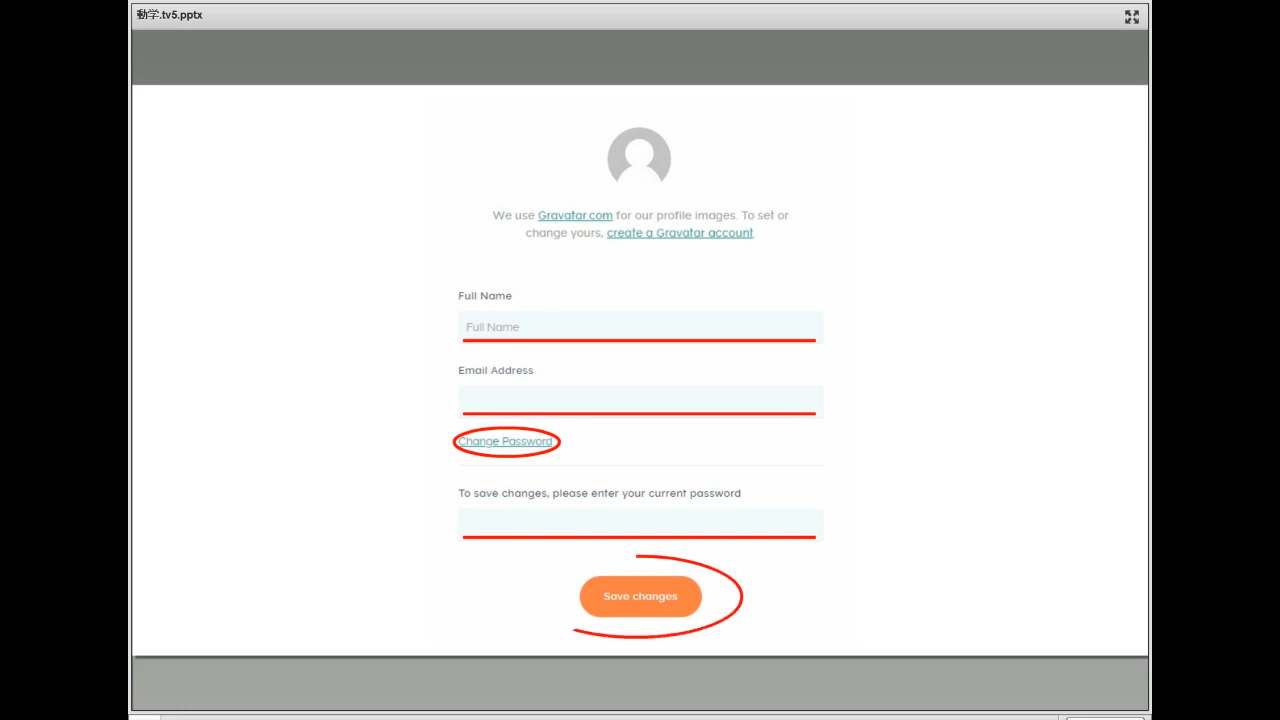 動学.tv5.pptx
We use Gravatar.com for our profile images. To set or
change yours, create a Gravatar account.
Full Name
Full Name
Email Address
Change Password
To save changes, please enter your current password
Save changes